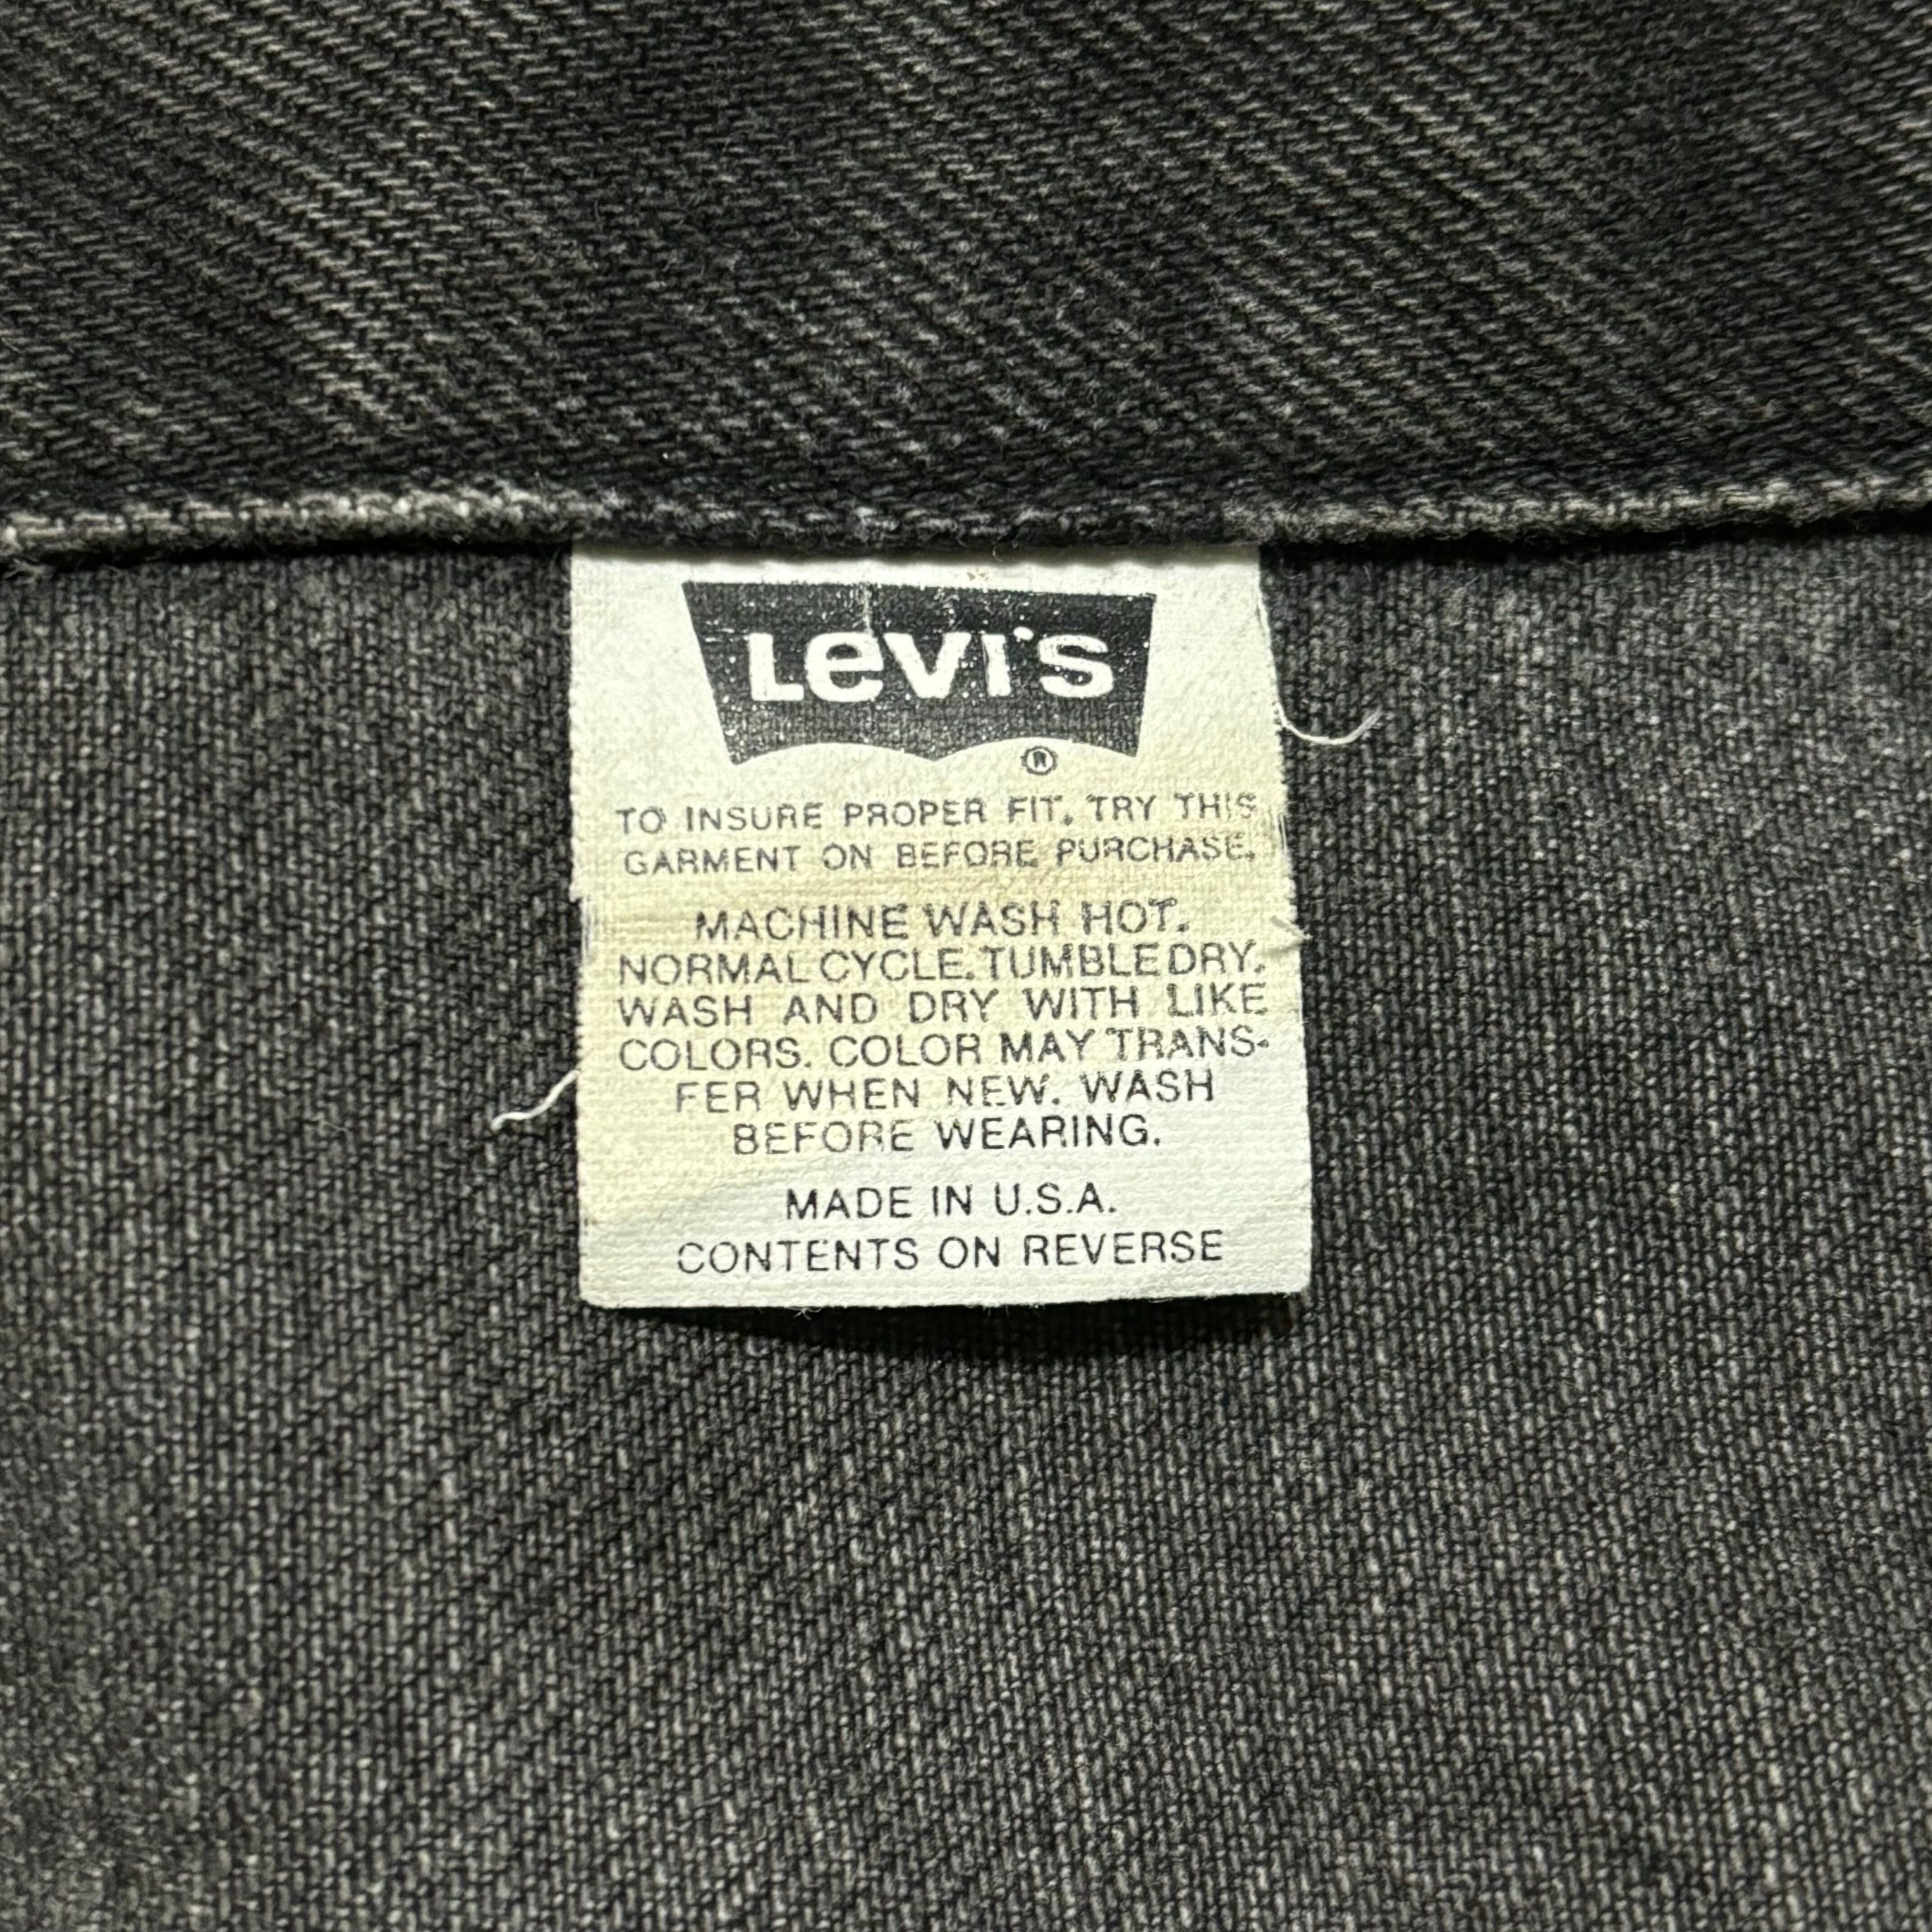 Levi's
®
TO INSURE PROPER FIT, TRY THIS
GARMENT ON BEFORE PURCHASE.
MACHINE WASH HOT.
NORMAL CYCLE. TUMBLE DRY.
WASH AND DRY WITH LIKE
COLORS. COLOR MAY TRANS-
FER WHEN NEW. WASH
BEFORE WEARING.
MADE IN U.S.A.
CONTENTS ON REVERSE